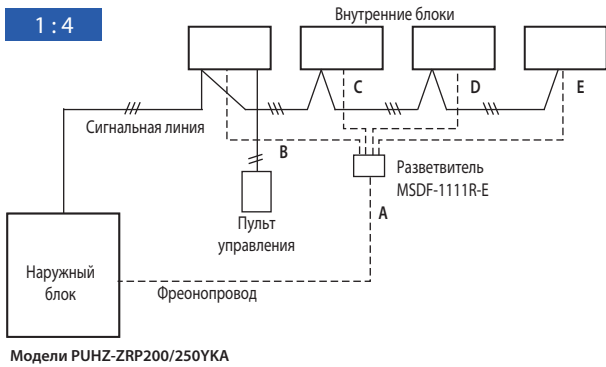 1 : 4
Внутренние блоки
C
D
E
Сигнальная линия
B
Разветвитель
MSDF-1111R-E
A
Пульт
управления
Наружный
блок
Фреонопровод
Модели PUHZ-ZRP200/250YKA